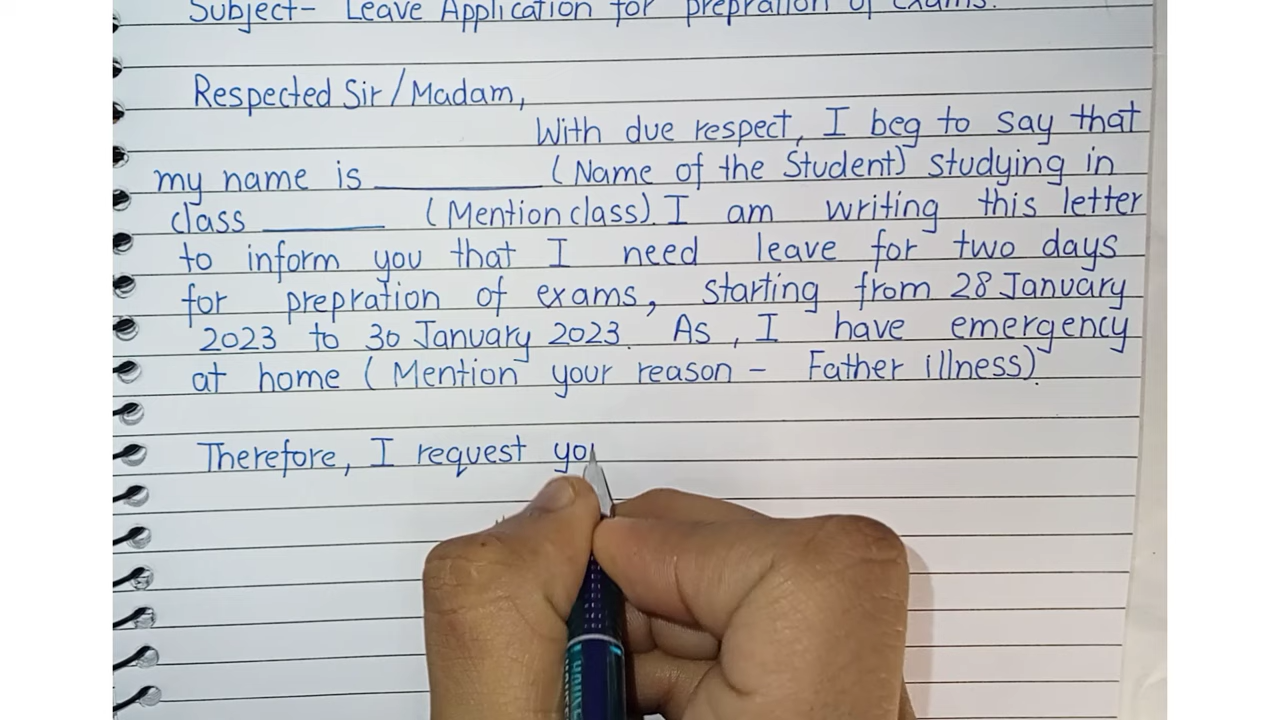 Subject- Leave Application for prepration of exams.
Respected Sir/Madam,
With due respect, I beg to say that
my name is ________ (Name of the Student) studying in
class ______ (Mention class). I am writing this letter
to inform you that I need leave for two days
for prepration of exams, starting from 28 January
2023 to 30 January 2023. As, I have emergency
at home (Mention your reason - Father illness).
Therefore, I request yo